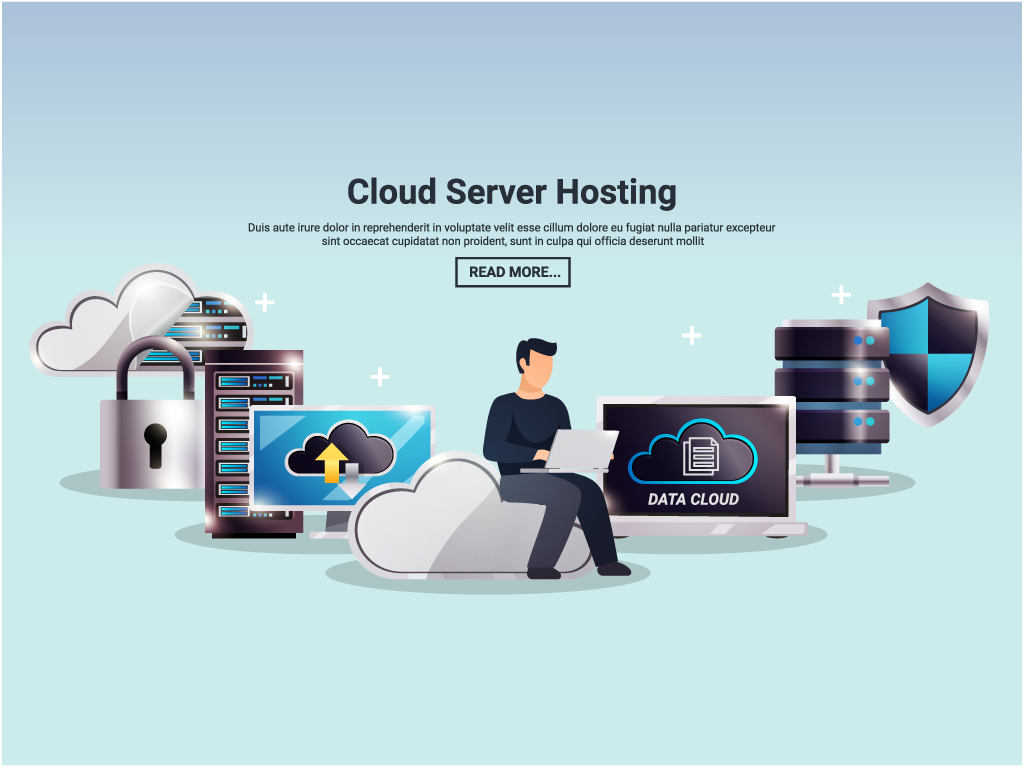 Cloud Server Hosting
Duis aute irure dolor in reprehenderit in voluptate velit esse cillum dolore eu fugiat nulla pariatur excepteur
sint occaecat cupidatat non proident, sunt in culpa qui officia deserunt mollit
READ MORE...
DATA CLOUD